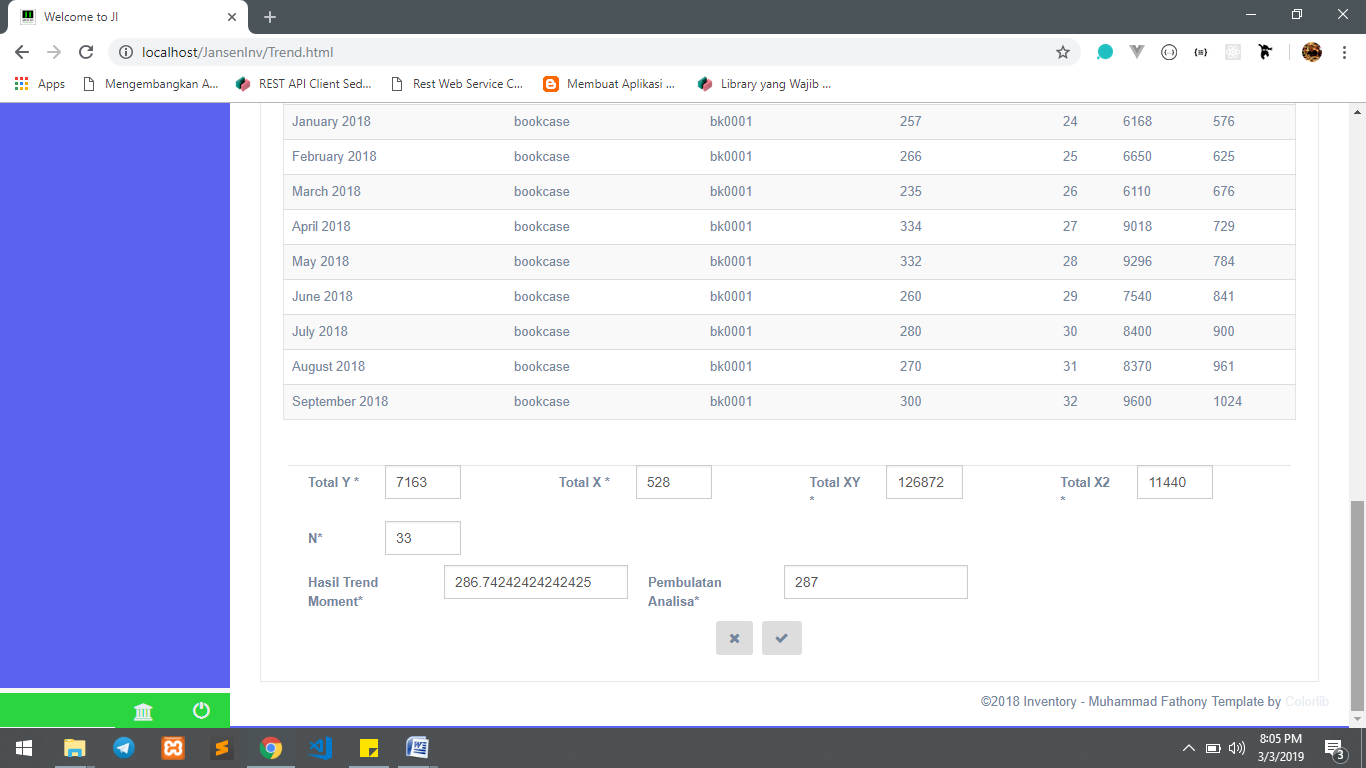 Welcome to JI
localhost/JansenInv/Trend.html
Apps Mengembangkan A... REST API Client Sed... Rest Web Service C... Membuat Aplikasi ... Library yang Wajib ...
January 2018 bookcase bk0001 257 24 6168 576
February 2018 bookcase bk0001 266 25 6650 625
March 2018 bookcase bk0001 235 26 6110 676
April 2018 bookcase bk0001 334 27 9018 729
May 2018 bookcase bk0001 332 28 9296 784
June 2018 bookcase bk0001 260 29 7540 841
July 2018 bookcase bk0001 280 30 8400 900
August 2018 bookcase bk0001 270 31 8370 961
September 2018 bookcase bk0001 300 32 9600 1024
Total Y * 7163 Total X * 528 Total XY * 126872 Total X2 * 11440
N* 33
Hasil Trend Moment* 286.74242424242425 Pembulatan Analisa* 287
©2018 Inventory - Muhammad Fathony Template by Colorlib
8:05 PM
3/3/2019
3